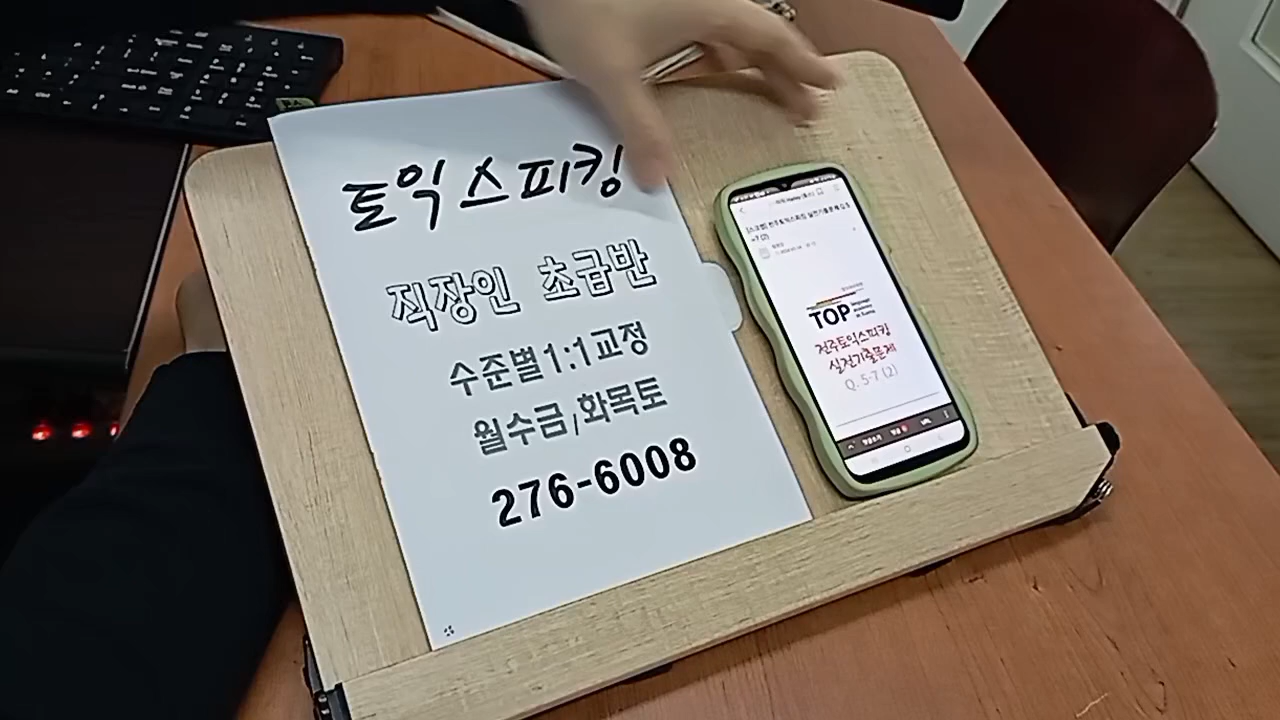 토익스피킹
직장인 초급반
수준별1:1교정
월수금/화목토
276-6008
TOP
전주토익스피킹
실전기출문제
Q. 5-7 (2)